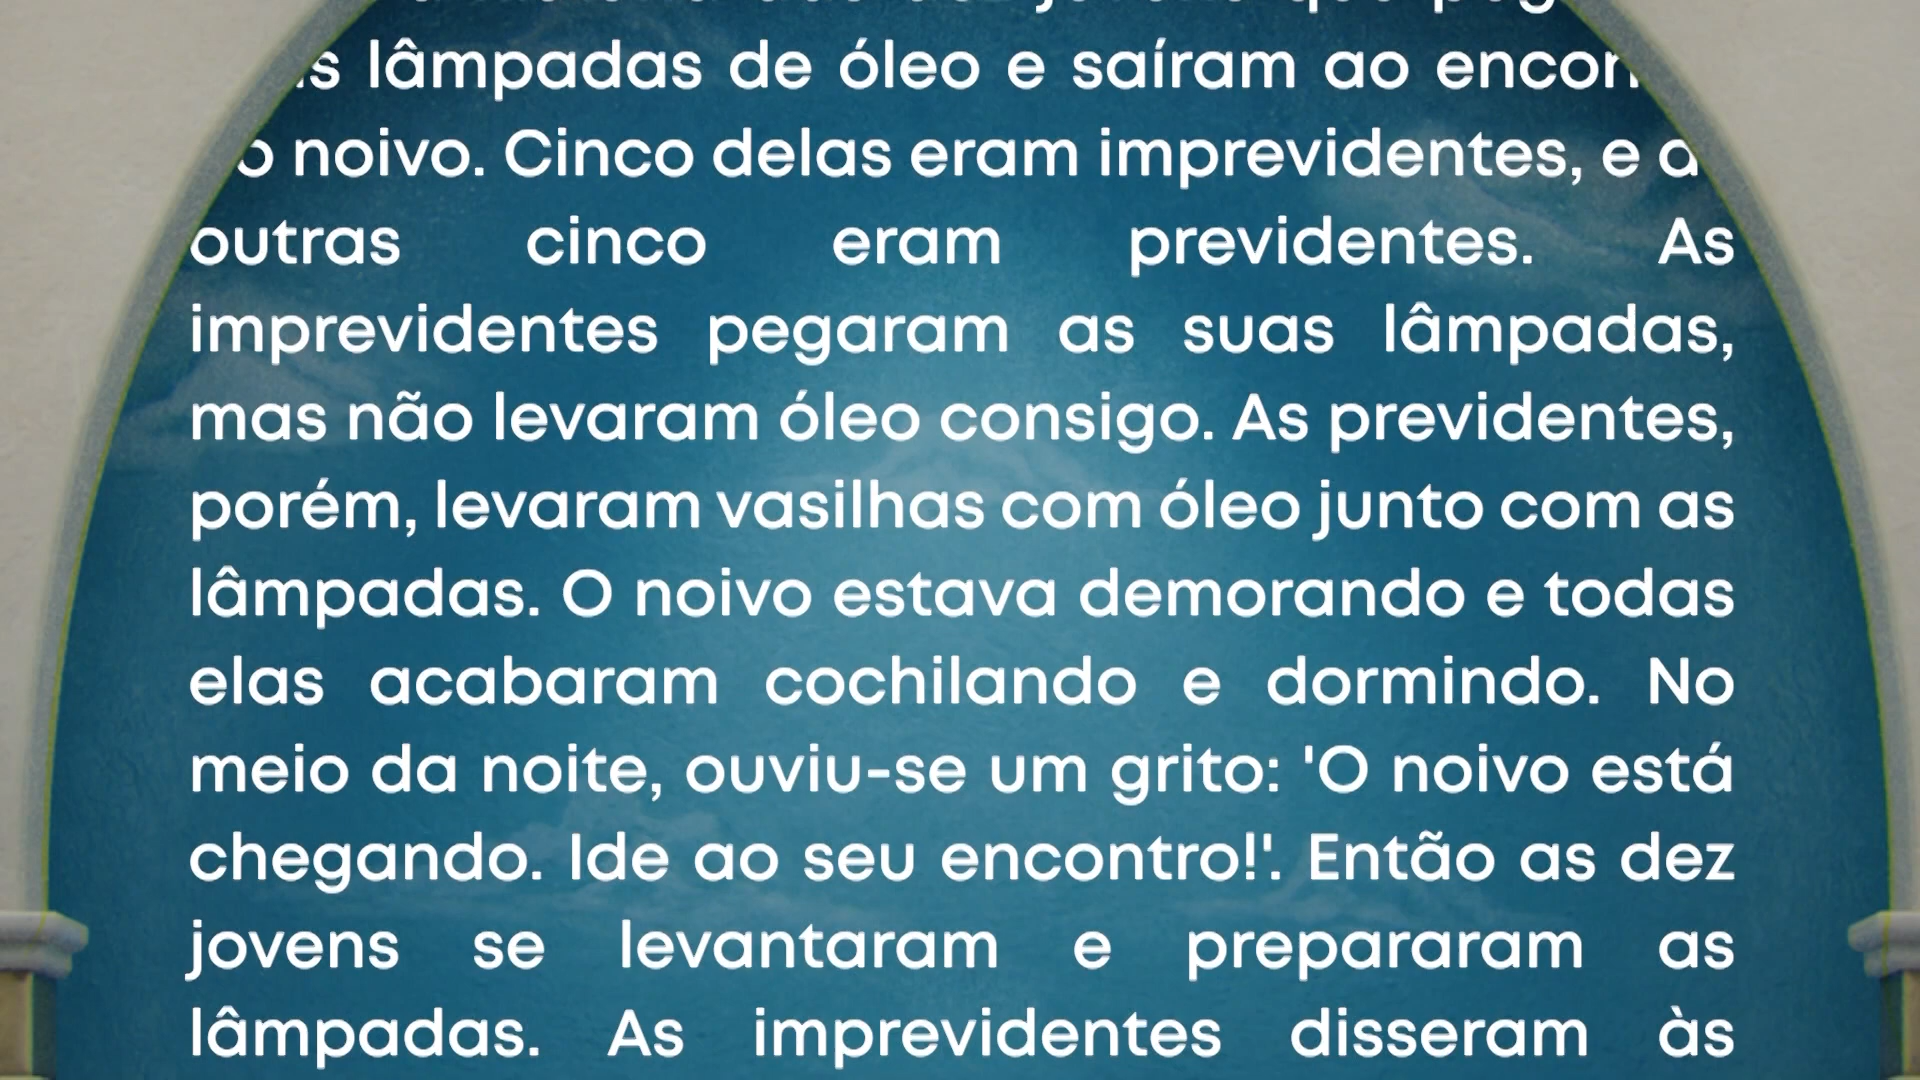 lâmpadas de óleo e saíram ao
noivo. Cinco delas eram imprevidentes, e
outras cinco eram previdentes. As
imprevidentes pegaram as suas lâmpadas,
mas não levaram óleo consigo. As previdentes,
porém, levaram vasilhas com óleo junto com as
lâmpadas. O noivo estava demorando e todas
elas acabaram cochilando e dormindo. No
meio da noite, ouviu-se um grito: 'O noivo está
chegando. Ide ao seu encontro!'. Então as dez
jovens se levantaram e prepararam as
lâmpadas. As imprevidentes disseram às